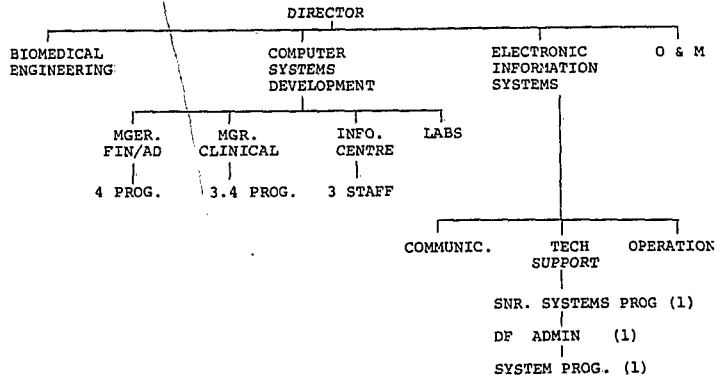 DIRECTOR
BIOMEDICAL
ENGINEERING
COMPUTER
SYSTEMS
DEVELOPMENT
ELECTRONIC
INFORMATION
SYSTEMS
O & M
MGER.
FIN/AD
4 PROG.
MGR.
CLINICAL
3.4 PROG.
INFO.
CENTRE
3 STAFF
LABS
COMMUNIC.
TECH
SUPPORT
OPERATION
SNR. SYSTEMS PROG (1)
DF ADMIN (1)
SYSTEM PROG. (1)